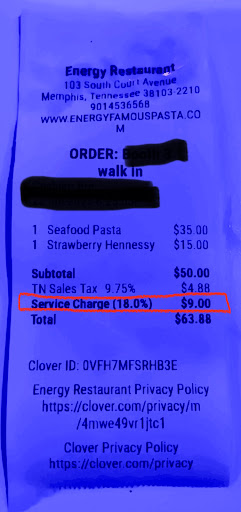 Energy Restaurant
103 South Court Avenue
Memphis, Tennessee 38103-2210
9014536568
WWW.ENERGYFAMOUSPASTA.CO
M
ORDER:
walk In
1 Seafood Pasta $35.00
1 Strawberry Hennessy $15.00
Subtotal $50.00
TN Sales Tax 9.75% $4.88
Service Charge (18.0%) $9.00
Total $63.88
Clover ID: 0VFH7MFSRHB3E
Energy Restaurant Privacy Policy
https://clover.com/privacy/m
/4mwe49vr1jtc1
Clover Privacy Policy
https://clover.com/privacy